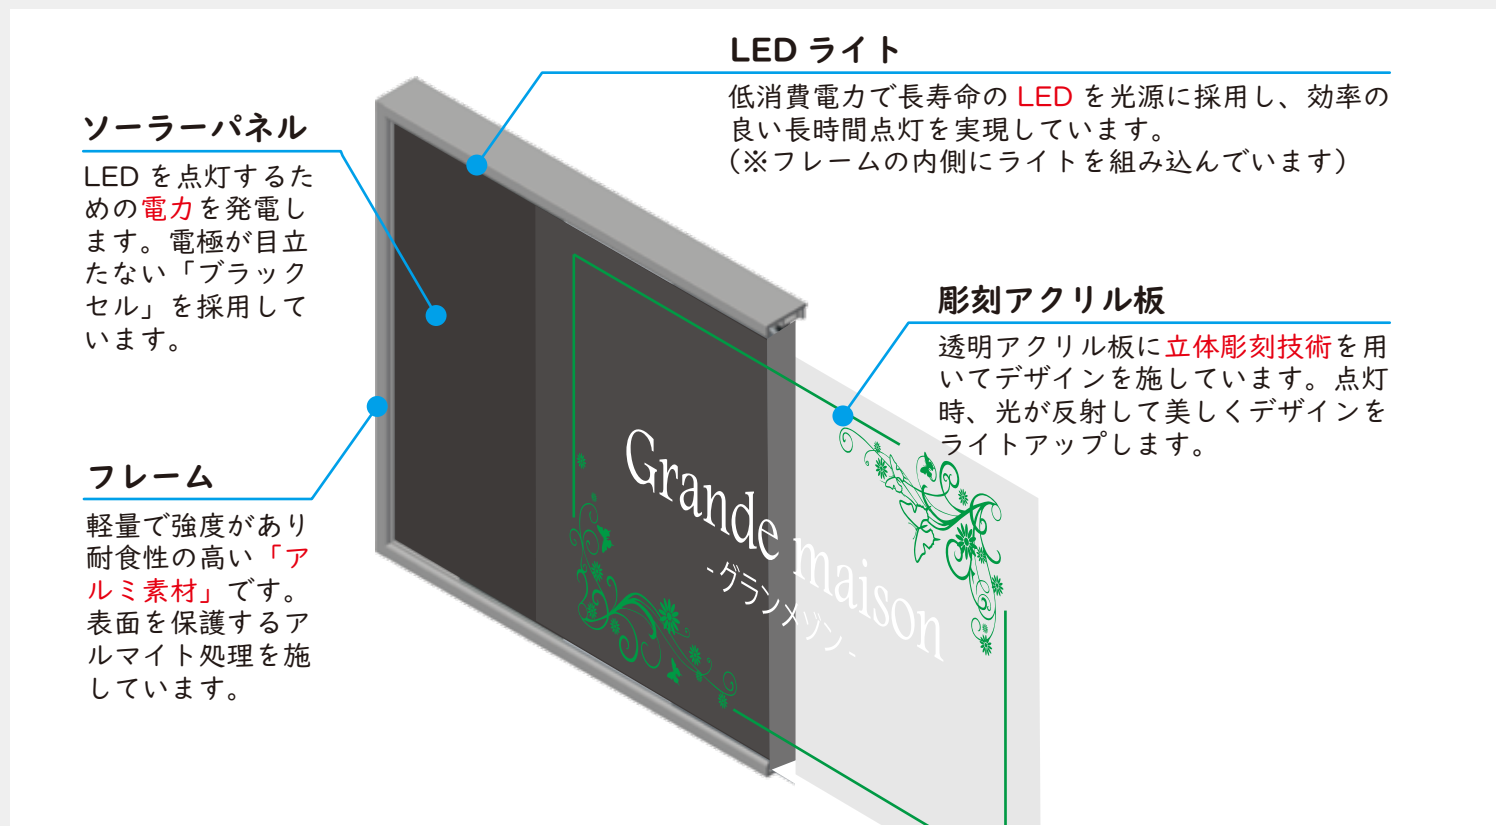 LED ライト
低消費電力で長寿命の LED を光源に採用し、効率の
良い長時間点灯を実現しています。
（※フレームの内側にライトを組み込んでいます）
ソーラーパネル
LED を点灯するた
めの電力を発電し
ます。電極が目立
たない「ブラック
セル」を採用して
います。
彫刻アクリル板
透明アクリル板に立体彫刻技術を用
いてデザインを施しています。点灯
時、光が反射して美しくデザインを
ライトアップします。
フレーム
軽量で強度があり
耐食性の高い「ア
ルミ素材」です。
表面を保護するア
ルマイト処理を施
しています。
Grande maison
-グランメゾン-